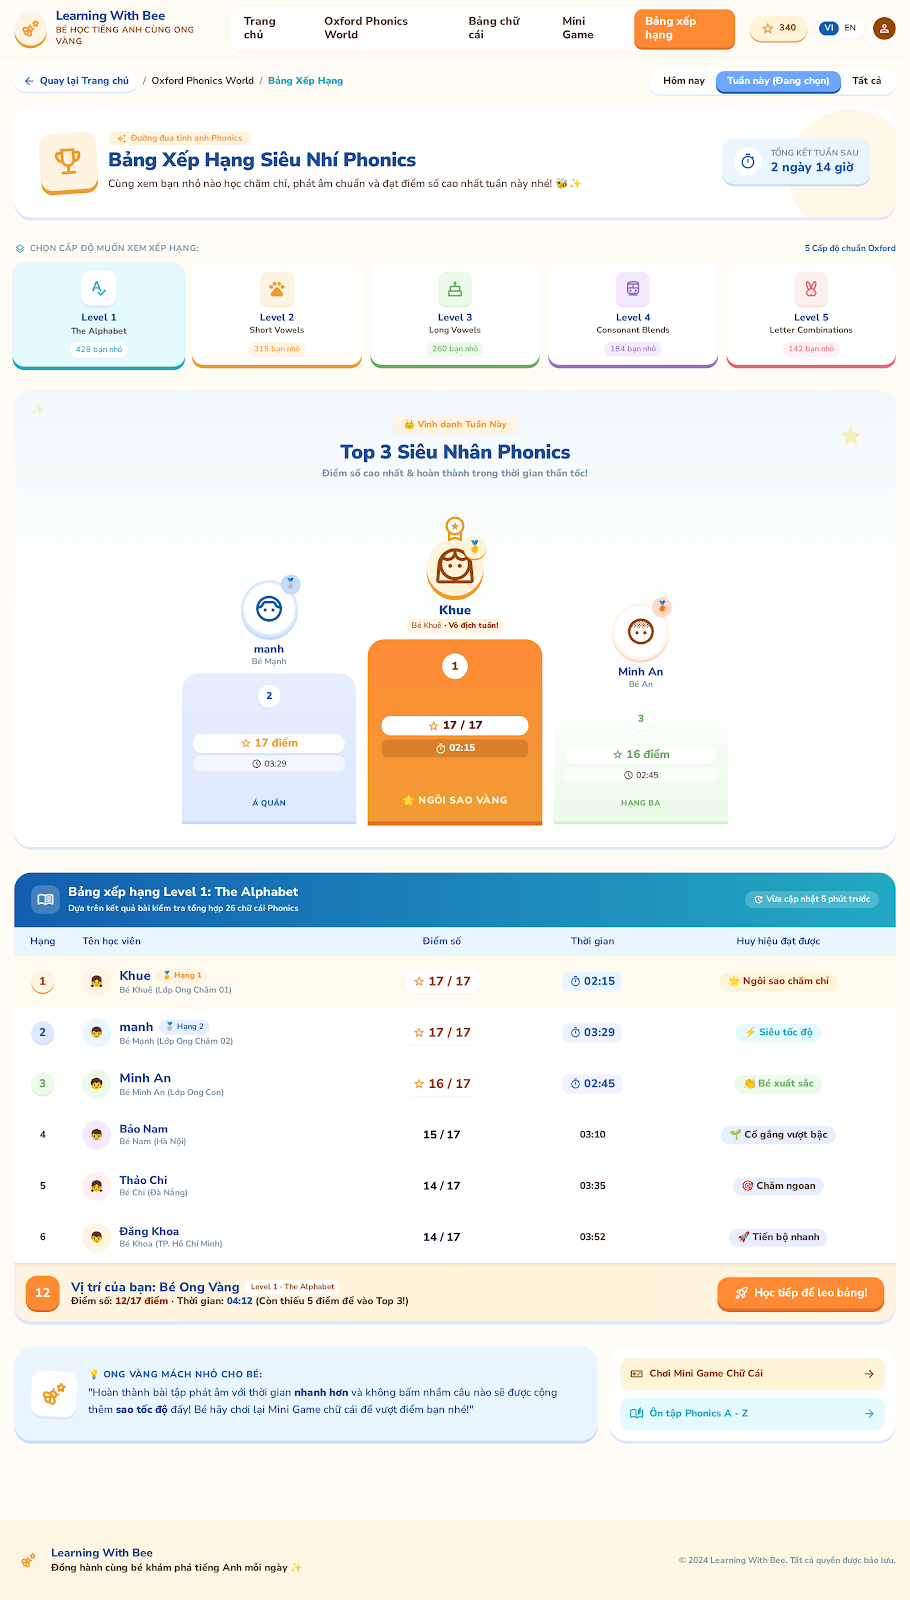 Learning With Bee
BÉ HỌC TIẾNG ANH CÙNG ONG
VÀNG
Trang
chủ
Oxford Phonics
World
Bảng chữ
cái
Mini
Game
Bảng xếp
hạng
340
VI EN
Quay lại Trang chủ / Oxford Phonics World / Bảng Xếp Hạng
Hôm nay Tuần này (Đang chọn) Tất cả
Đường đua tinh anh Phonics
Bảng Xếp Hạng Siêu Nhí Phonics
Cùng xem bạn nhỏ nào học chăm chỉ, phát âm chuẩn và đạt điểm số cao nhất tuần này nhé! 🐝✨
TỔNG KẾT TUẦN SAU
2 ngày 14 giờ
CHỌN CẤP ĐỘ MUỐN XEM XẾP HẠNG:
5 Cấp độ chuẩn Oxford
Level 1
The Alphabet
428 bạn nhỏ
Level 2
Short Vowels
315 bạn nhỏ
Level 3
Long Vowels
260 bạn nhỏ
Level 4
Consonant Blends
184 bạn nhỏ
Level 5
Letter Combinations
142 bạn nhỏ
👑 Vinh danh Tuần Này
Top 3 Siêu Nhân Phonics
Điểm số cao nhất & hoàn thành trong thời gian thần tốc!
manh
Bé Mạnh
2
17 điểm
03:29
Á QUÂN
Khue
Bé Khuê · Vô địch tuần!
1
17 / 17
02:15
🌟 NGÔI SAO VÀNG
Minh An
Bé An
3
16 điểm
02:45
HẠNG BA
Bảng xếp hạng Level 1: The Alphabet
Dựa trên kết quả bài kiểm tra tổng hợp 26 chữ cái Phonics
Vừa cập nhật 5 phút trước
Hạng Tên học viên Điểm số Thời gian Huy hiệu đạt được
1 Khue 🥇 Hạng 1 17 / 17 02:15 🌟 Ngôi sao chăm chỉ
Bé Khuê (Lớp Ong Chăm 01)
2 manh 🥈 Hạng 2 17 / 17 03:29 ⚡ Siêu tốc độ
Bé Mạnh (Lớp Ong Chăm 02)
3 Minh An 16 / 17 02:45 👏 Bé xuất sắc
Bé Minh An (Lớp Ong Con)
4 Bảo Nam 15 / 17 03:10 🌱 Cố gắng vượt bậc
Bé Nam (Hà Nội)
5 Thảo Chi 14 / 17 03:35 🎯 Chăm ngoan
Bé Chi (Đà Nẵng)
6 Đăng Khoa 14 / 17 03:52 🚀 Tiến bộ nhanh
Bé Khoa (TP. Hồ Chí Minh)
12 Vị trí của bạn: Bé Ong Vàng Level 1 · The Alphabet
Điểm số: 12/17 điểm · Thời gian: 04:12 (Còn thiếu 5 điểm để vào Top 3!)
Học tiếp để leo bảng!
💡 ONG VÀNG MÁCH NHỎ CHO BÉ:
"Hoàn thành bài tập phát âm với thời gian nhanh hơn và không bấm nhầm câu nào sẽ được cộng
thêm sao tốc độ đấy! Bé hãy chơi lại Mini Game chữ cái để vượt điểm bạn nhé!"
Chơi Mini Game Chữ Cái
Ôn tập Phonics A - Z
Learning With Bee
Đồng hành cùng bé khám phá tiếng Anh mỗi ngày ✨
© 2024 Learning With Bee. Tất cả quyền được bảo lưu.